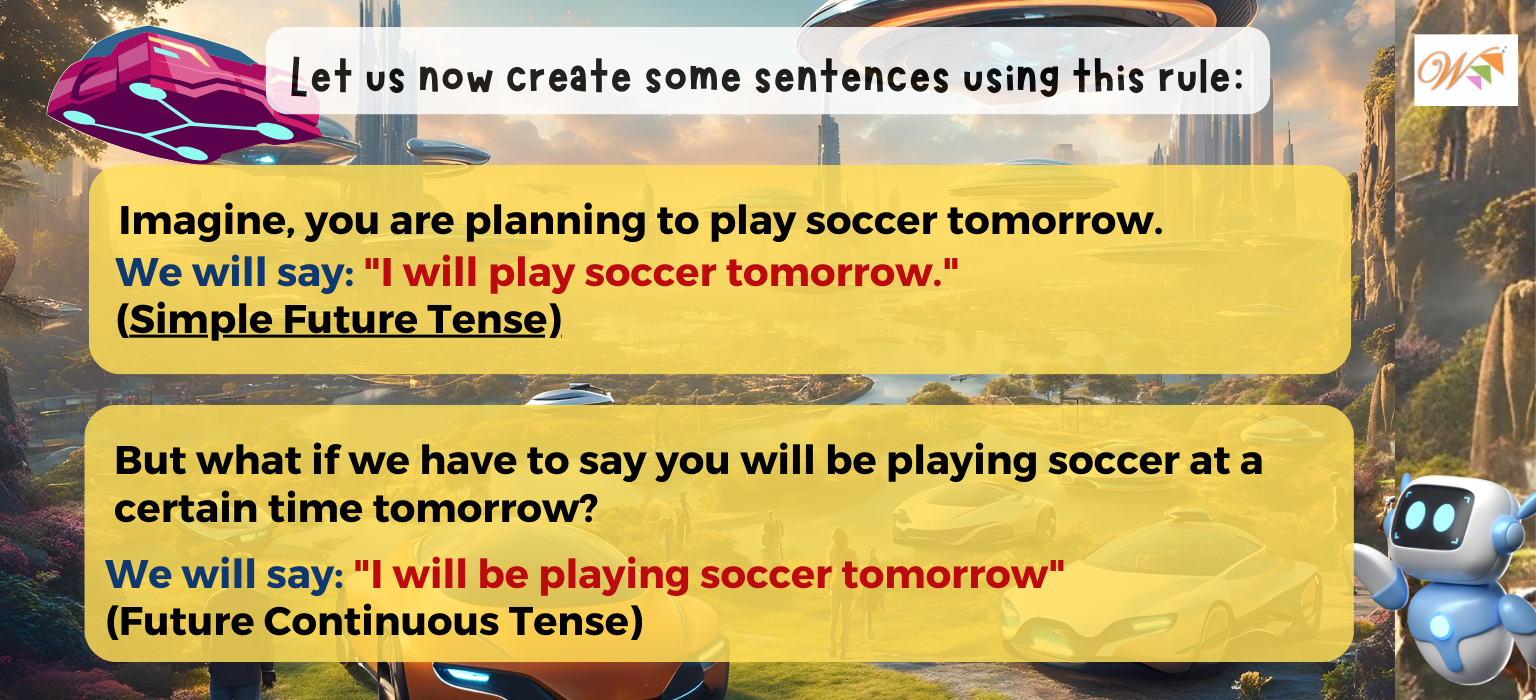 Let us now create some sentences using this rule:
W
Imagine, you are planning to play soccer tomorrow.
We will say: "I will play soccer tomorrow."
(Simple Future Tense)
But what if we have to say you will be playing soccer at a
certain time tomorrow?
We will say: "I will be playing soccer tomorrow"
(Future Continuous Tense)